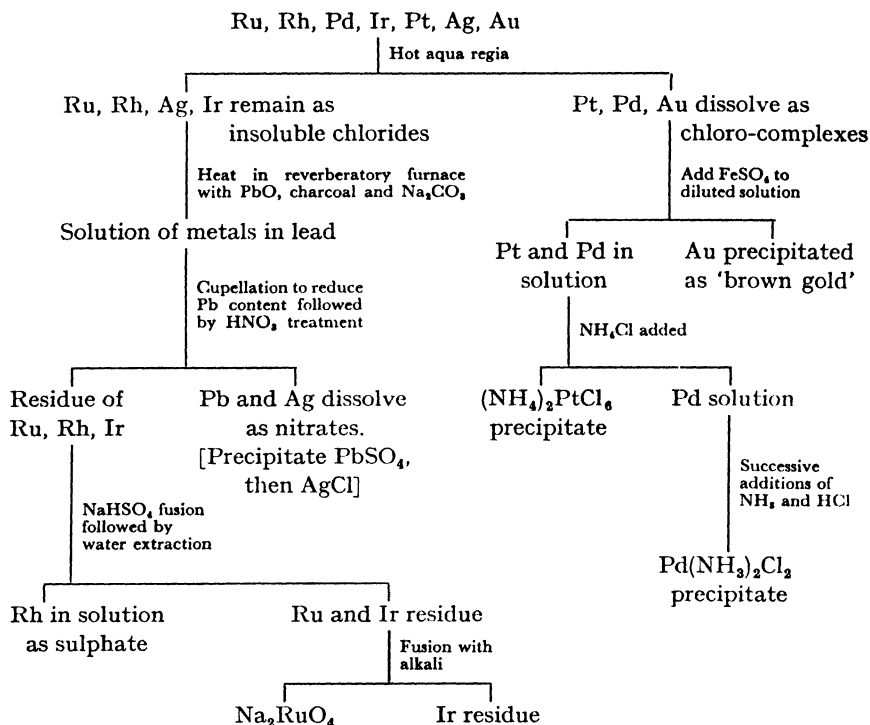 Ru, Rh, Pd, Ir, Pt, Ag, Au
Hot aqua regia
Ru, Rh, Ag, Ir remain as
insoluble chlorides
Pt, Pd, Au dissolve as
chloro-complexes
Heat in reverberatory furnace
with PbO, charcoal and Na₂CO₃
Add FeSO₄ to
diluted solution
Solution of metals in lead
Pt and Pd in
solution
Au precipitated
as ‘brown gold’
Cupellation to reduce
Pb content followed
by HNO₃ treatment
NH₄Cl added
Residue of
Ru, Rh, Ir
Pb and Ag dissolve
as nitrates.
[Precipitate PbSO₄,
then AgCl]
(NH₄)₂PtCl₆
precipitate
Pd solution
Successive
additions of
NH₃ and HCl
NaHSO₄ fusion
followed by
water extraction
Pd(NH₃)₂Cl₂
precipitate
Rh in solution
as sulphate
Ru and Ir residue
Fusion with
alkali
Na₂RuO₄
Ir residue